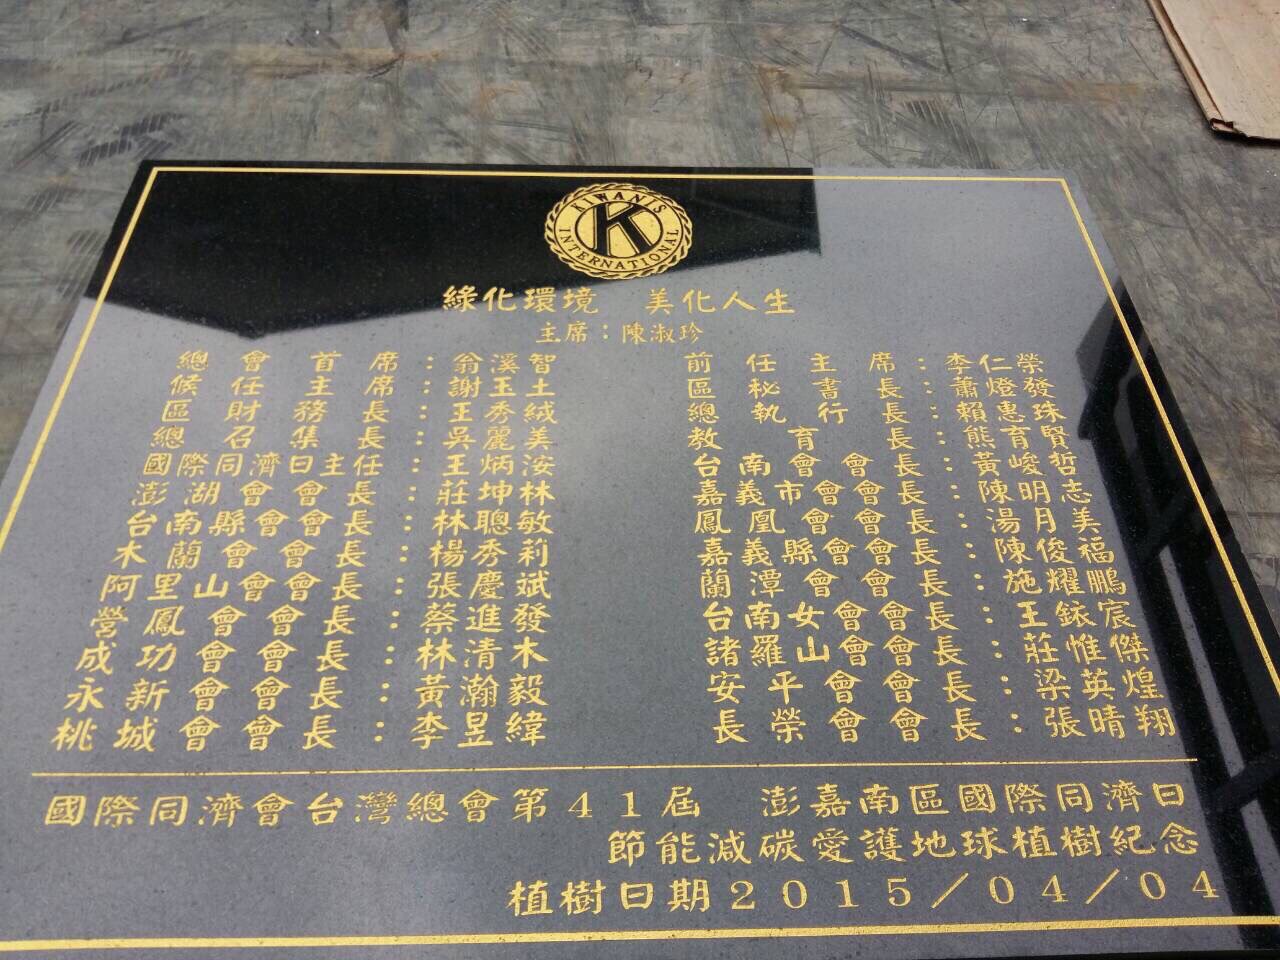 KIWANIS
K
INTERNATIONAL
綠化環境 美化人生
主席：陳淑珍
總會首席：翁溪智
候任主席：謝玉土
區財務長：王秀絨
總召集長：吳麗美
國際同濟日主任：王炳洝
澎湖會會長：莊坤林
台南縣會會長：林聰敏
木蘭會會長：楊秀莉
阿里山會會長：張慶斌
營鳳會會長：蔡進發
成功會會長：林清木
永新會會長：黃瀚毅
桃城會會長：李昱緯
前任主席：李仁榮
區秘書長：蕭燈發
總執行長：賴惠珠
教育長：熊育賢
台南會會長：黃峻哲
嘉義市會會長：陳明志
鳳凰會會長：湯月美
嘉義縣會會長：陳俊福
蘭潭會會長：施耀鵬
台南女會會長：王銥宸
諸羅山會會長：莊惟傑
安平會會長：梁英煌
長榮會會長：張晴翔
國際同濟會台灣總會第41屆 澎嘉南區國際同濟日
節能減碳愛護地球植樹紀念
植樹日期2015/04/04